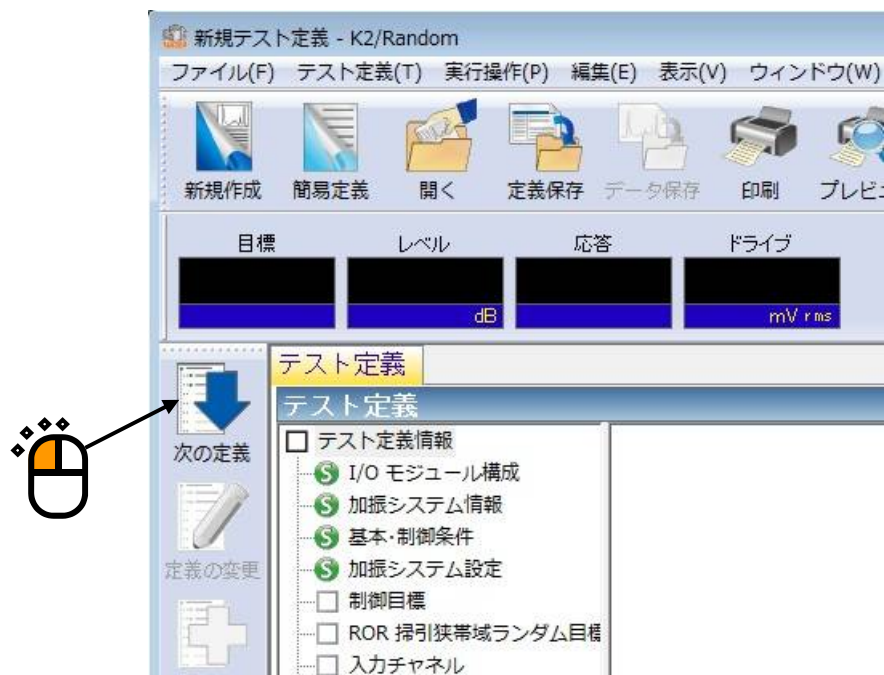 新規テスト定義 - K2/Random
ファイル(F) テスト定義(T) 実行操作(P) 編集(E) 表示(V) ウィンドウ(W)
新規作成 簡易定義 開く 定義保存 データ保存 印刷 プレビュ
目標 レベル 応答 ドライブ
dB mV rms
テスト定義
テスト定義
次の定義
定義の変更
テスト定義情報
I/O モジュール構成
加振システム情報
基本・制御条件
加振システム設定
制御目標
ROR 掃引狭帯域ランダム目標
入力チャネル